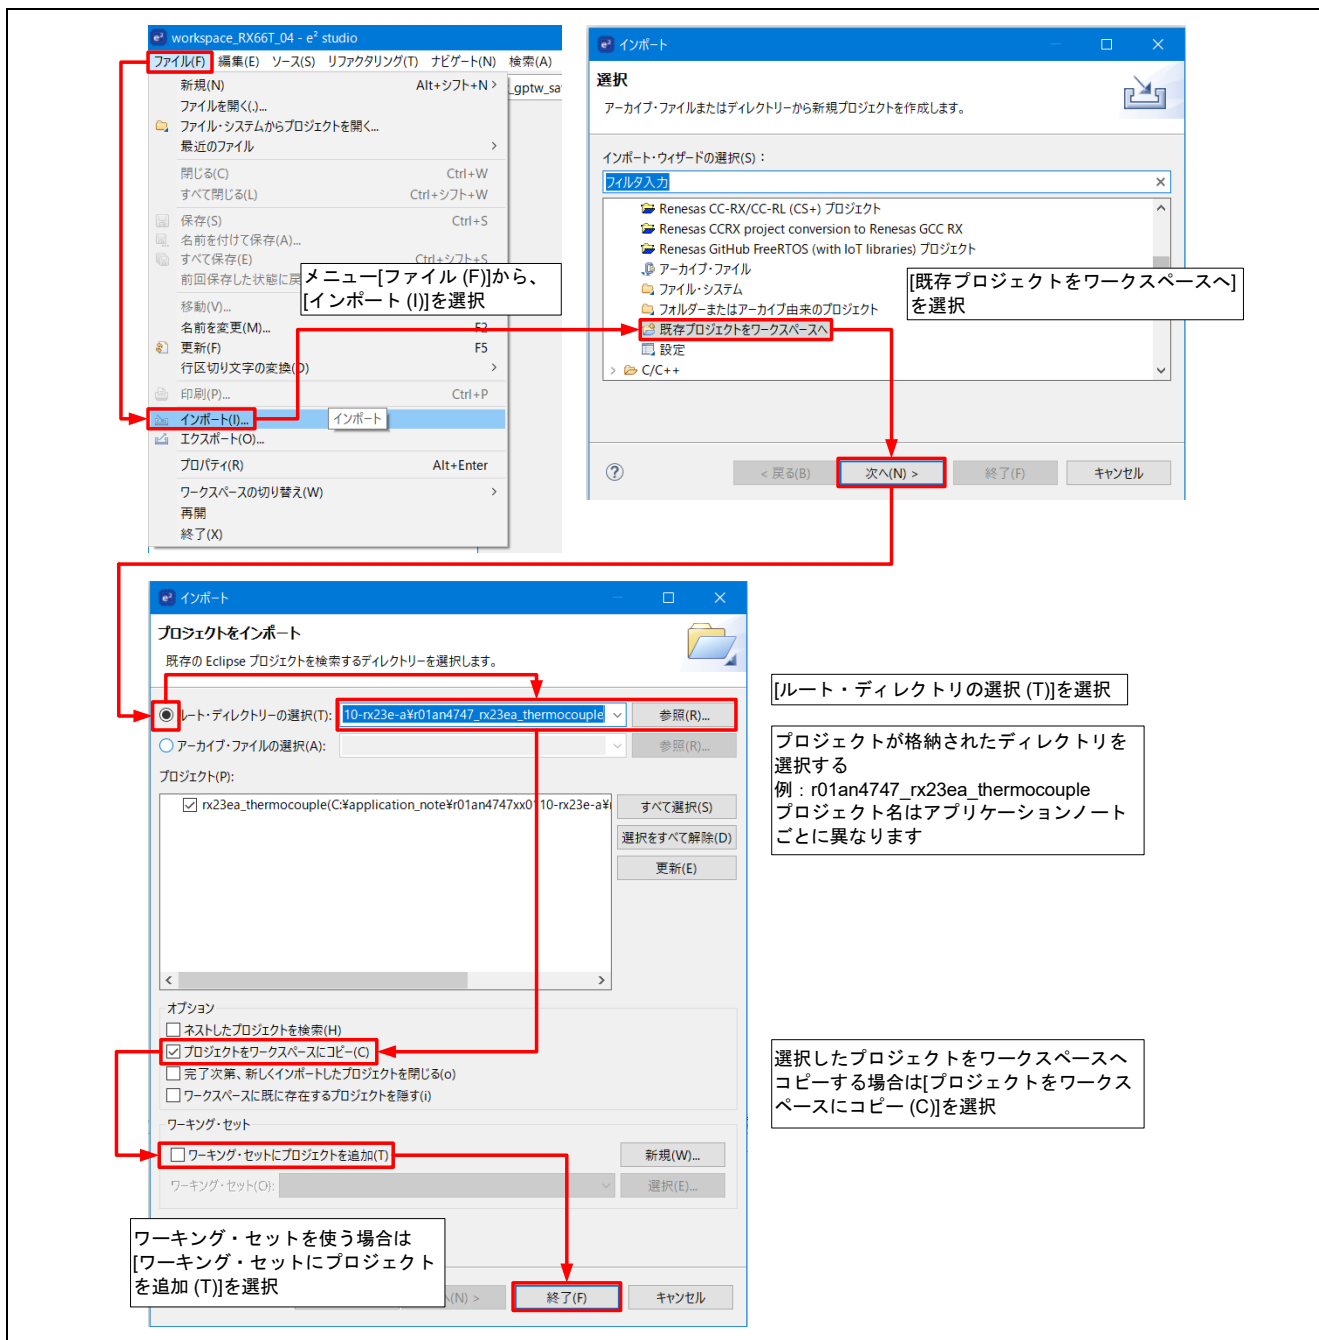 workspace_RX66T_04 - e² studio
ファイル(F) 編集(E) ソース(S) リファクタリング(T) ナビゲート(N) 検索(A)
新規(N) Alt+シフト+N >
_gptw_sa
ファイルを開く(.)...
ファイル・システムからプロジェクトを開く...
最近のファイル >
閉じる(C) Ctrl+W
すべて閉じる(L) Ctrl+シフト+W
保存(S) Ctrl+S
名前を付けて保存(A)...
すべて保存(E) Ctrl+シフト+S
前回保存した状態に戻
メニュー[ファイル (F)]から、
[インポート (I)]を選択
移動(V)...
名前を変更(M)... F2
更新(F) F5
行区切り文字の変換(D) >
印刷(P)... Ctrl+P
インポート(I)... インポート
エクスポート(O)...
プロパティ(R) Alt+Enter
ワークスペースの切り替え(W) >
再開
終了(X)
e² インポート
選択
アーカイブ・ファイルまたはディレクトリーから新規プロジェクトを作成します。
インポート・ウィザードの選択(S)：
フィルタ入力
Renesas CC-RX/CC-RL (CS+) プロジェクト
Renesas CCRX project conversion to Renesas GCC RX
Renesas GitHub FreeRTOS (with IoT libraries) プロジェクト
アーカイブ・ファイル
ファイル・システム
フォルダーまたはアーカイブ由来のプロジェクト
既存プロジェクトをワークスペースへ
設定
> C/C++
[既存プロジェクトをワークスペースへ]
を選択
< 戻る(B) 次へ(N) > 終了(F) キャンセル
e² インポート
プロジェクトをインポート
既存の Eclipse プロジェクトを検索するディレクトリーを選択します。
ルート・ディレクトリーの選択(T): 10-rx23e-a¥r01an4747_rx23ea_thermocouple 参照(R)...
アーカイブ・ファイルの選択(A): 参照(R)...
プロジェクト(P):
rx23ea_thermocouple(C:¥application_note¥r01an4747xx0110-rx23e-a¥
すべて選択(S)
選択をすべて解除(D)
更新(E)
[ルート・ディレクトリの選択 (T)]を選択
プロジェクトが格納されたディレクトリを
選択する
例：r01an4747_rx23ea_thermocouple
プロジェクト名はアプリケーションノート
ごとに異なります
オプション
ネストしたプロジェクトを検索(H)
プロジェクトをワークスペースにコピー(C)
完了次第、新しくインポートしたプロジェクトを閉じる(o)
ワークスペースに既に存在するプロジェクトを隠す(i)
選択したプロジェクトをワークスペースへ
コピーする場合は[プロジェクトをワークス
ペースにコピー (C)]を選択
ワーキング・セット
ワーキング・セットにプロジェクトを追加(T) 新規(W)...
ワーキング・セット(O): 選択(E)...
ワーキング・セットを使う場合は
[ワーキング・セットにプロジェクト
を追加 (T)]を選択
(N) > 終了(F) キャンセル